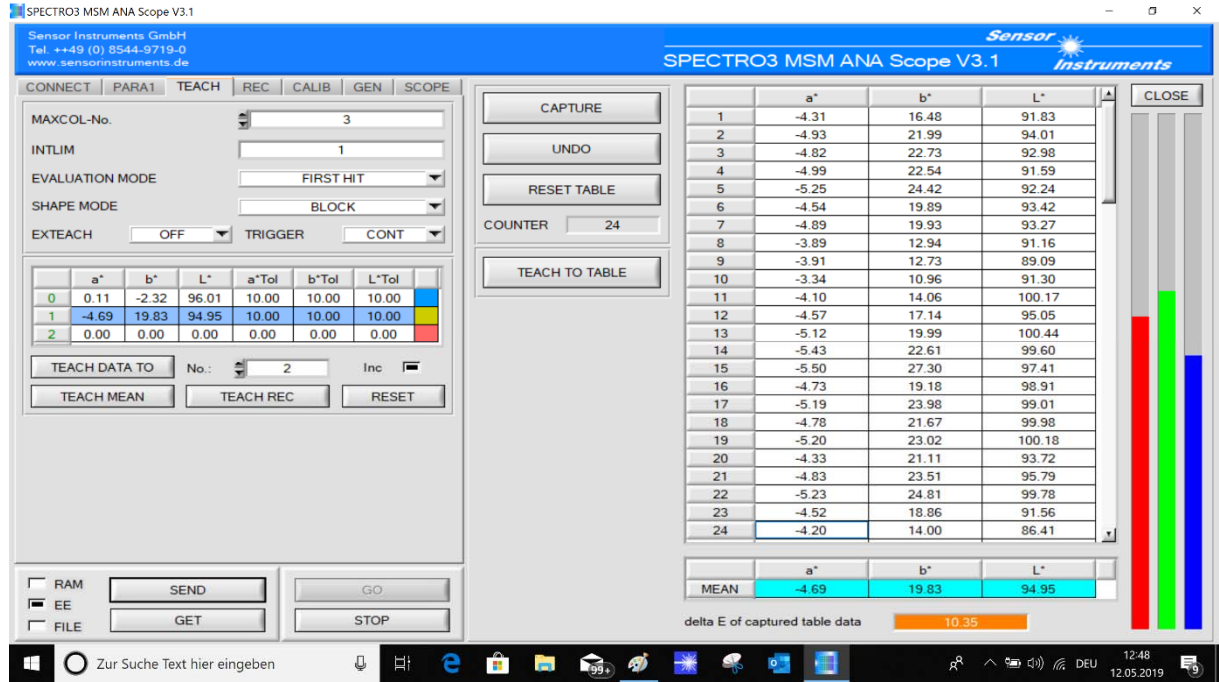 SPECTRO3 MSM ANA Scope V3.1
Sensor Instruments GmbH
Tel. ++49 (0) 8544-9719-0
www.sensorinstruments.de
Sensor
Instruments
SPECTRO3 MSM ANA Scope V3.1
CONNECT PARA1 TEACH REC CALIB GEN SCOPE
MAXCOL-No. 3
INTLIM 1
EVALUATION MODE FIRST HIT
SHAPE MODE BLOCK
EXTEACH OFF TRIGGER CONT
a* b* L* a*Tol b*Tol L*Tol
0 0.11 -2.32 96.01 10.00 10.00 10.00
1 -4.69 19.83 94.95 10.00 10.00 10.00
2 0.00 0.00 0.00 0.00 0.00 0.00
TEACH DATA TO No.: 2 Inc
TEACH MEAN TEACH REC RESET
RAM
EE
FILE
SEND
GET
GO
STOP
CAPTURE
UNDO
RESET TABLE
COUNTER 24
TEACH TO TABLE
a* b* L*
1 -4.31 16.48 91.83
2 -4.93 21.99 94.01
3 -4.82 22.73 92.98
4 -4.99 22.54 91.59
5 -5.25 24.42 92.24
6 -4.54 19.89 93.42
7 -4.89 19.93 93.27
8 -3.89 12.94 91.16
9 -3.91 12.73 89.09
10 -3.34 10.96 91.30
11 -4.10 14.06 100.17
12 -4.57 17.14 95.05
13 -5.12 19.99 100.44
14 -5.43 22.61 99.60
15 -5.50 27.30 97.41
16 -4.73 19.18 98.91
17 -5.19 23.98 99.01
18 -4.78 21.67 99.98
19 -5.20 23.02 100.18
20 -4.33 21.11 93.72
21 -4.83 23.51 95.79
22 -5.23 24.81 99.78
23 -4.52 18.86 91.56
24 -4.20 14.00 86.41
a* b* L*
MEAN -4.69 19.83 94.95
delta E of captured table data 10.35
CLOSE
Zur Suche Text hier eingeben
99+
DEU
12:48
12.05.2019
9